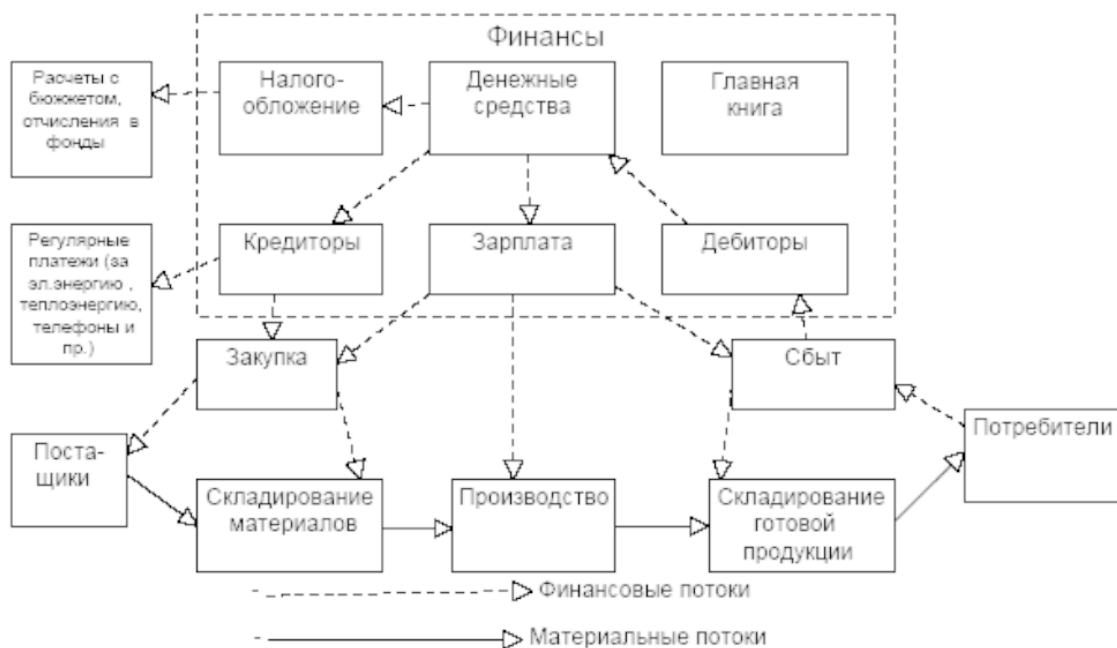 Финансы
Расчеты с
бюжкетом,
отчисления в
фонды
Налого-
обложение
Денежные
средства
Главная
книга
Регулярные
платежи (за
эл.энергию ,
теплоэнергию,
телефоны и
пр.)
Кредиторы
Зарплата
Дебиторы
Закупка
Сбыт
Поста-
щики
Потребители
Складирование
материалов
Производство
Складирование
готовой
продукции
Финансовые потоки
Материальные потоки